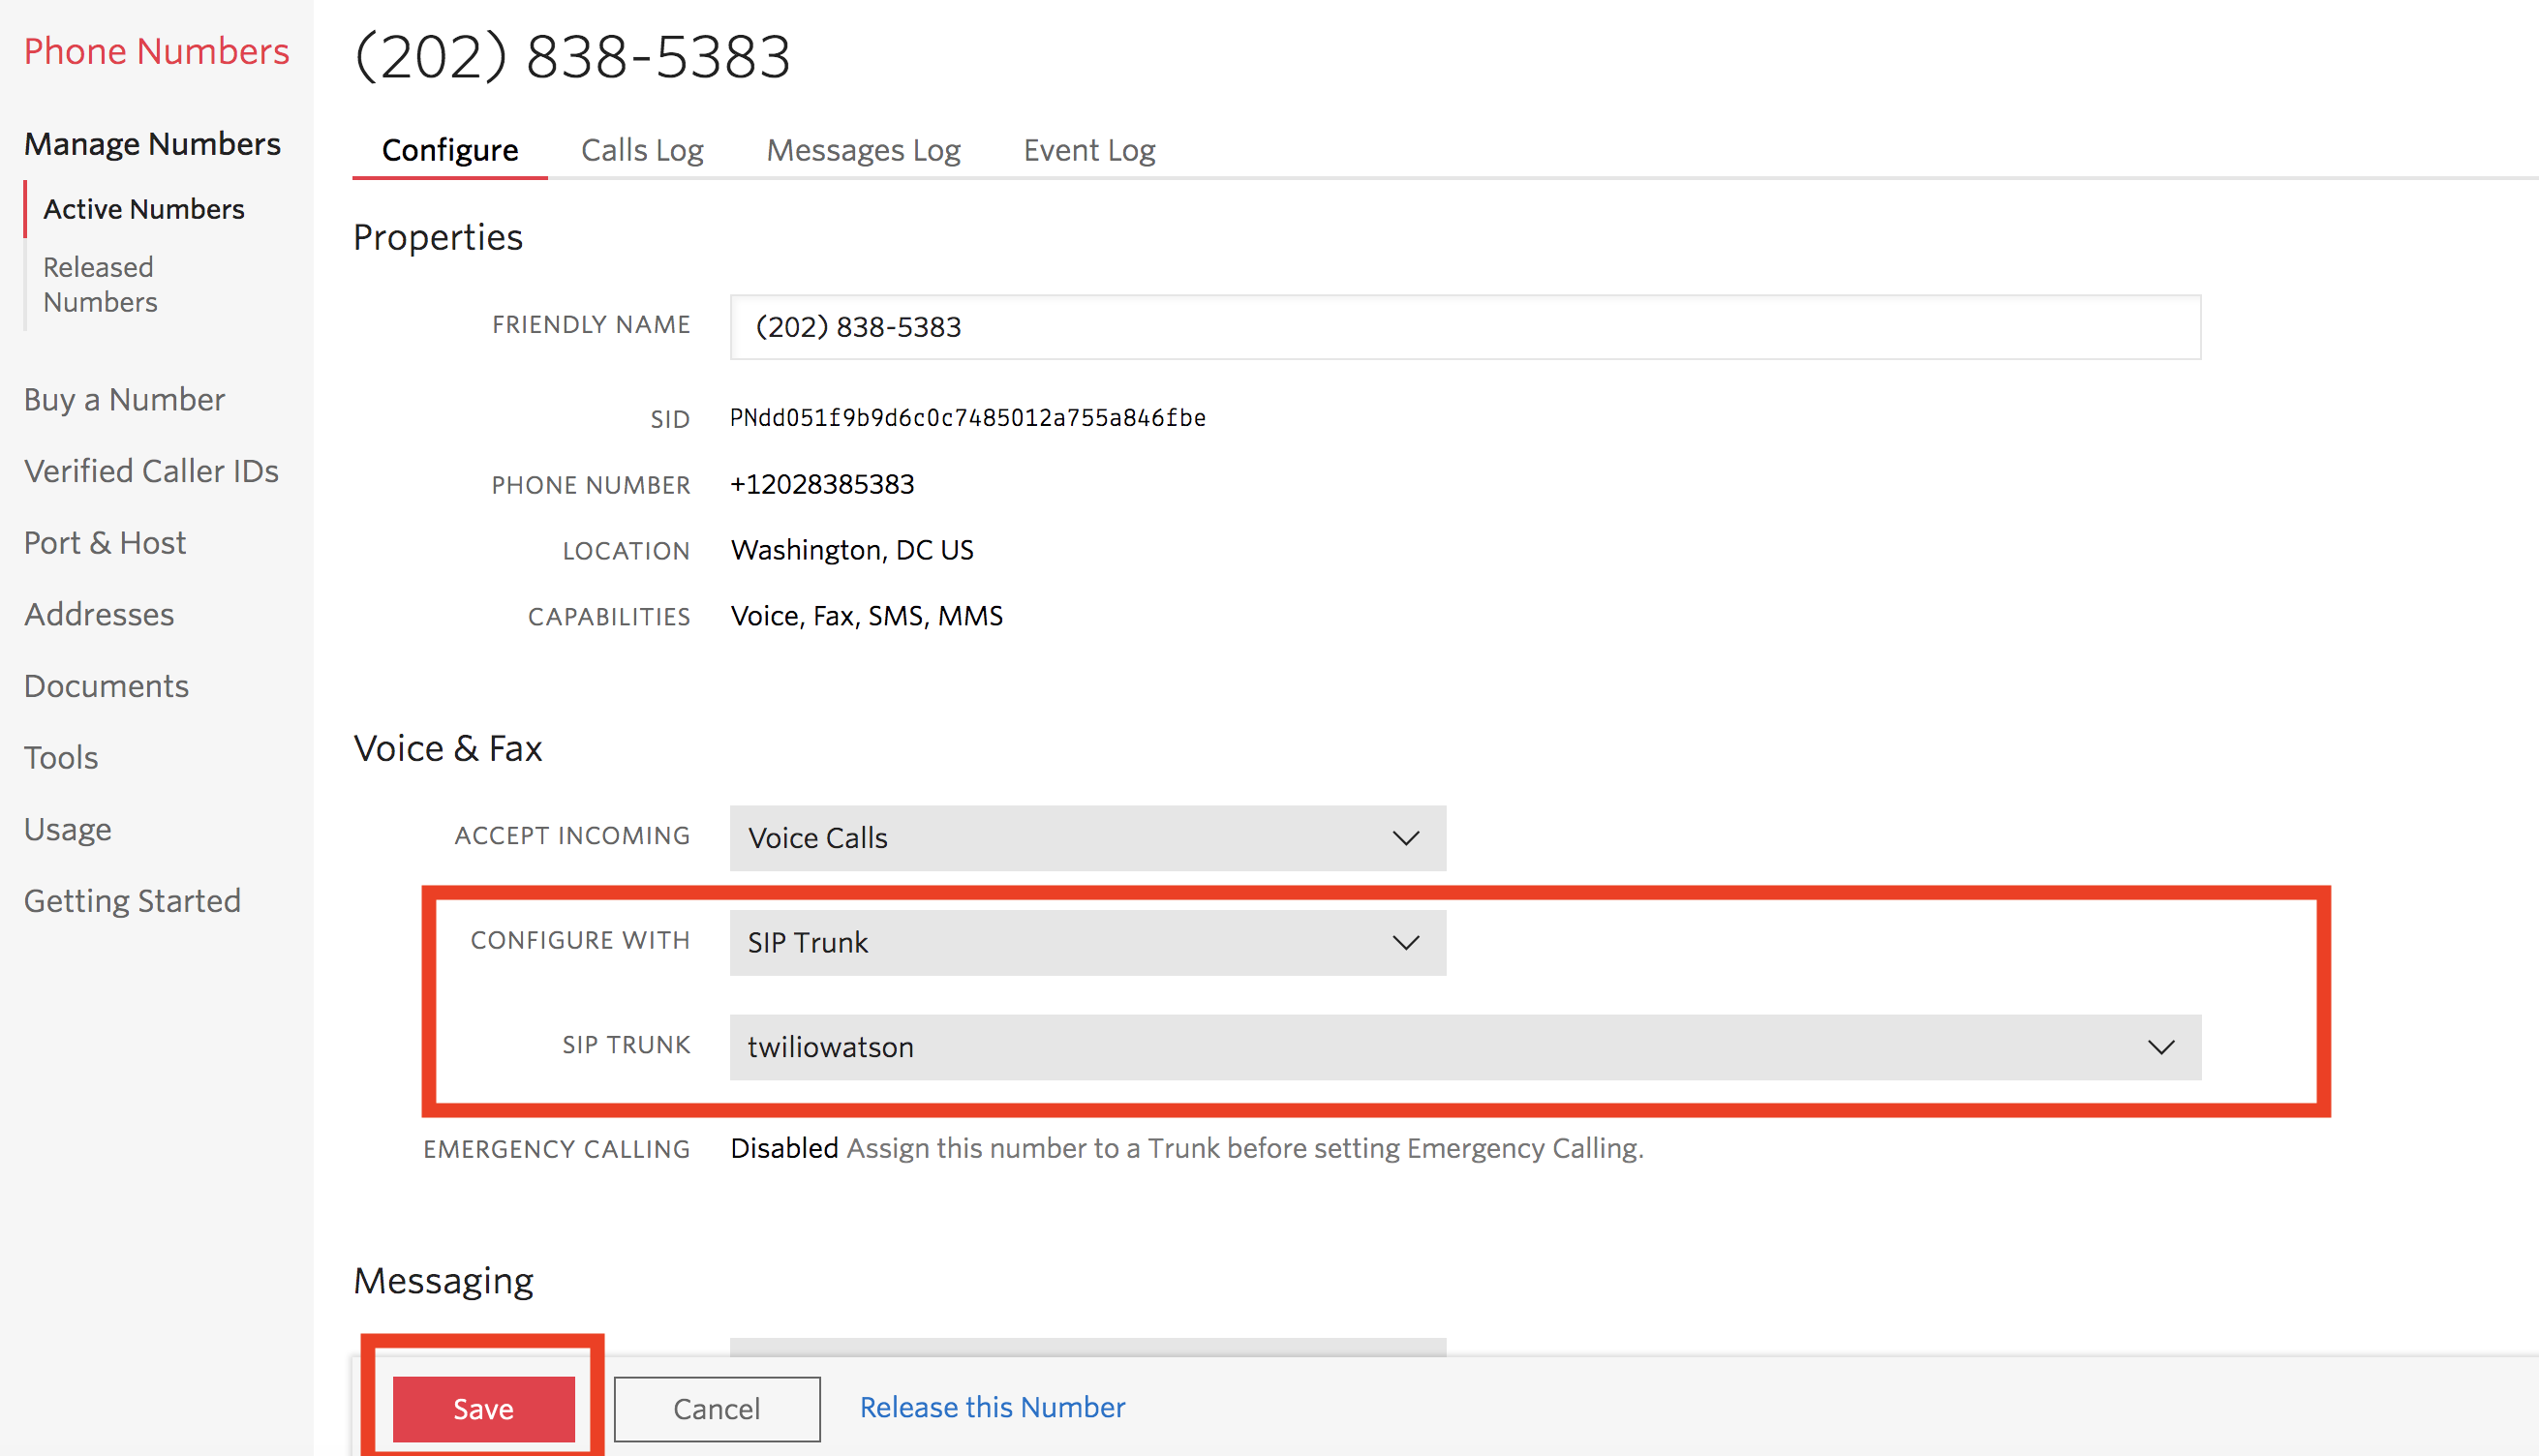 Phone Numbers
Manage Numbers
Active Numbers
Released
Numbers
Buy a Number
Verified Caller IDs
Port & Host
Addresses
Documents
Tools
Usage
Getting Started
(202) 838-5383
Configure Calls Log Messages Log Event Log
Properties
FRIENDLY NAME (202) 838-5383
SID PNdd051f9b9d6c0c7485012a755a846fbe
PHONE NUMBER +12028385383
LOCATION Washington, DC US
CAPABILITIES Voice, Fax, SMS, MMS
Voice & Fax
ACCEPT INCOMING Voice Calls
CONFIGURE WITH SIP Trunk
SIP TRUNK twiliowatson
EMERGENCY CALLING Disabled Assign this number to a Trunk before setting Emergency Calling.
Messaging
Save Cancel Release this Number